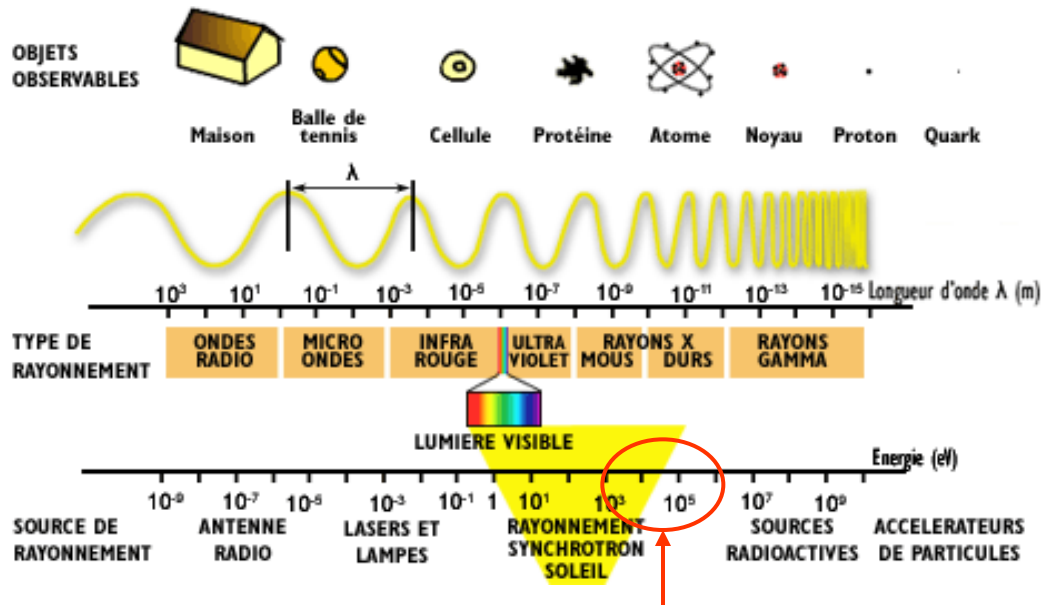 OBJETS
OBSERVABLES
Maison
Balle de
tennis
Cellule
Protéine
Atome
Noyau
Proton
Quark
λ
10³ 10¹ 10⁻¹ 10⁻³ 10⁻⁵ 10⁻⁷ 10⁻⁹ 10⁻¹¹ 10⁻¹³ 10⁻¹⁵ Longueur d'onde λ (m)
TYPE DE
RAYONNEMENT
ONDES
RADIO
MICRO
ONDES
INFRA
ROUGE
ULTRA
VIOLET
RAYONS X
MOUS DURS
RAYONS
GAMMA
LUMIERE VISIBLE
Energie (eV)
10⁻⁹ 10⁻⁷ 10⁻⁵ 10⁻³ 10⁻¹ 1 10¹ 10³ 10⁵ 10⁷ 10⁹
SOURCE DE
RAYONNEMENT
ANTENNE
RADIO
LASERS ET
LAMPES
RAYONNEMENT
SYNCHROTRON
SOLEIL
SOURCES
RADIOACTIVES
ACCELERATEURS
DE PARTICULES